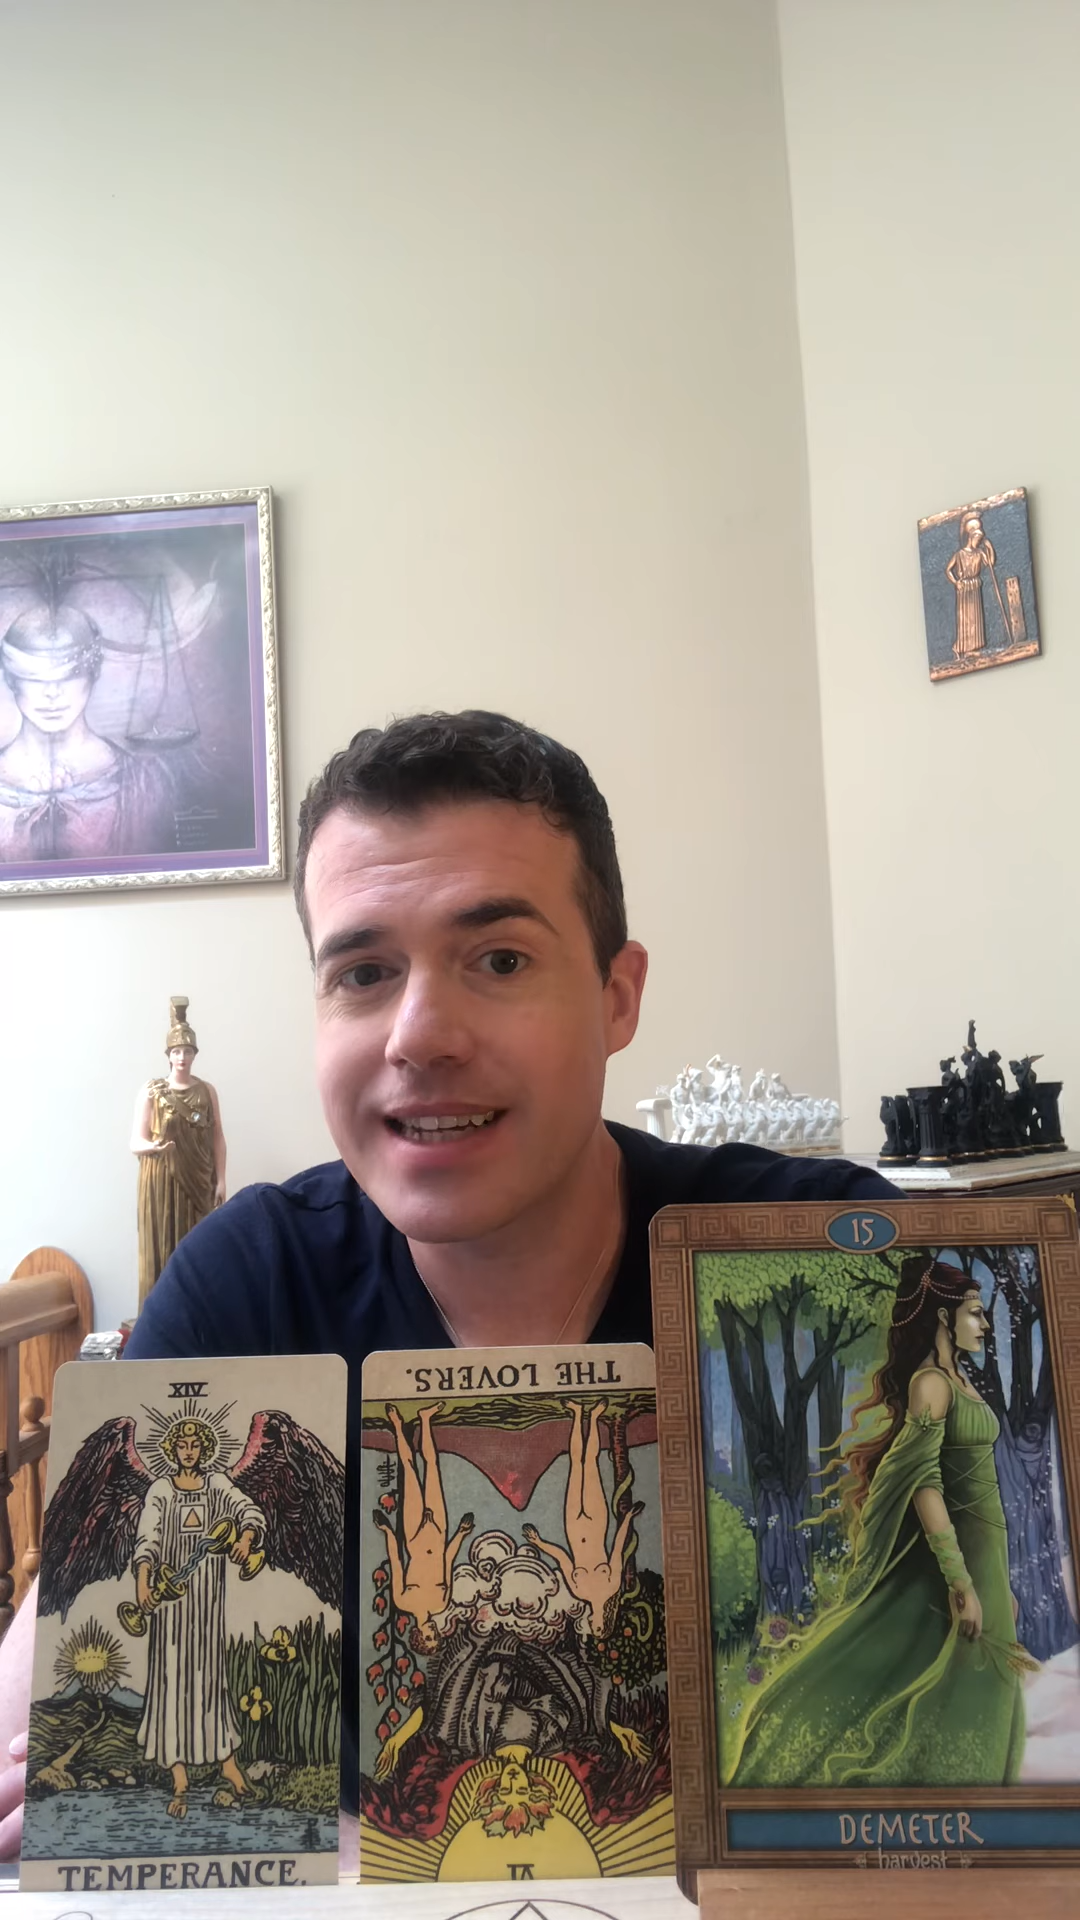 XIV
TEMPERANCE.
THE LOVERS.
VI
15
DEMETER
harvest